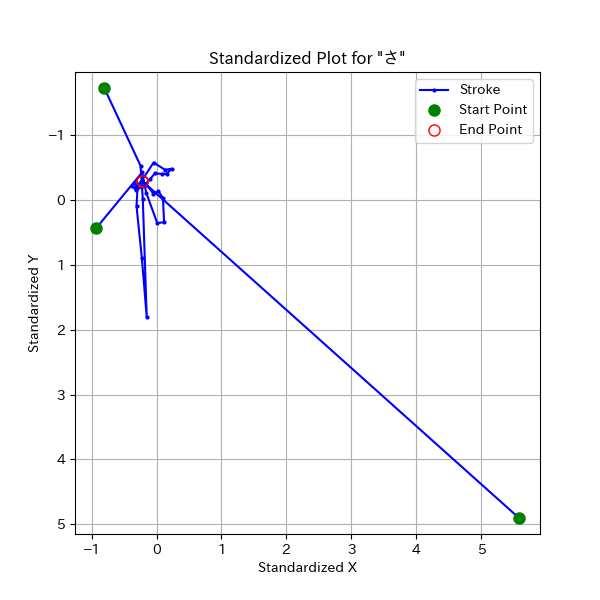 Standardized Plot for "さ"
Stroke
Start Point
End Point
Standardized Y
−1
0
1
2
3
4
5
−1 0 1 2 3 4 5
Standardized X